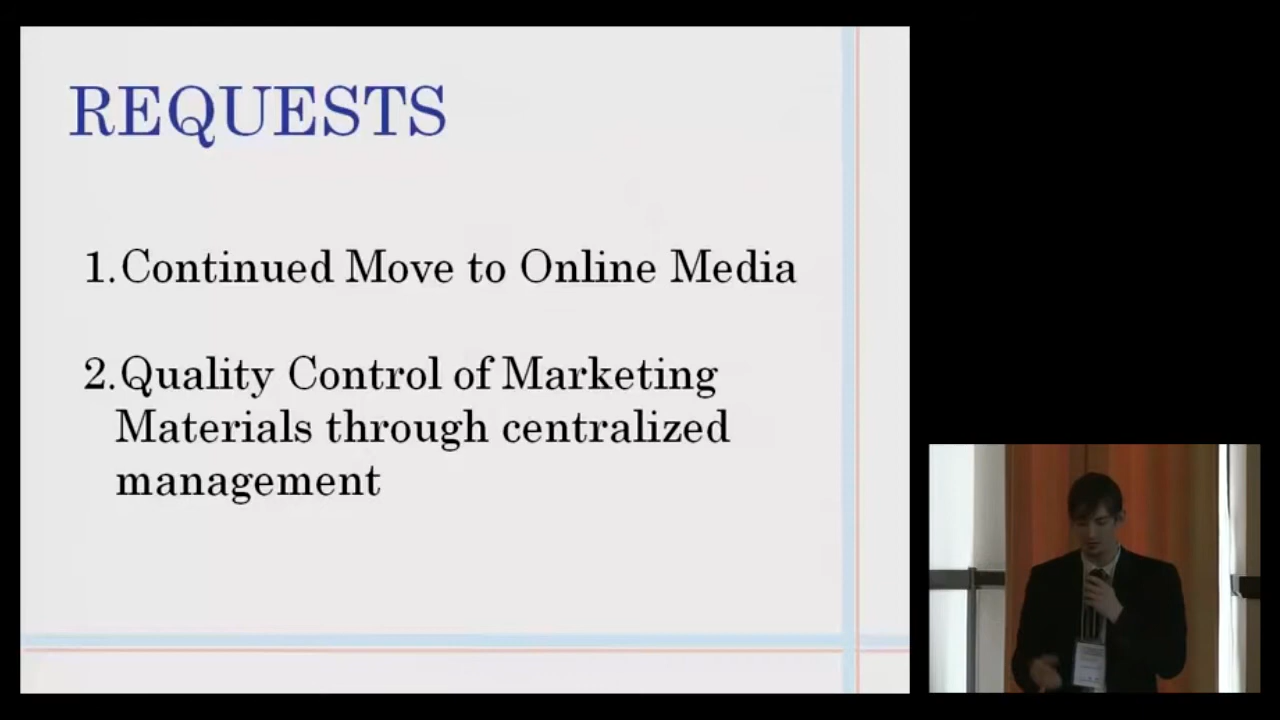 REQUESTS
1.Continued Move to Online Media
2.Quality Control of Marketing
Materials through centralized
management